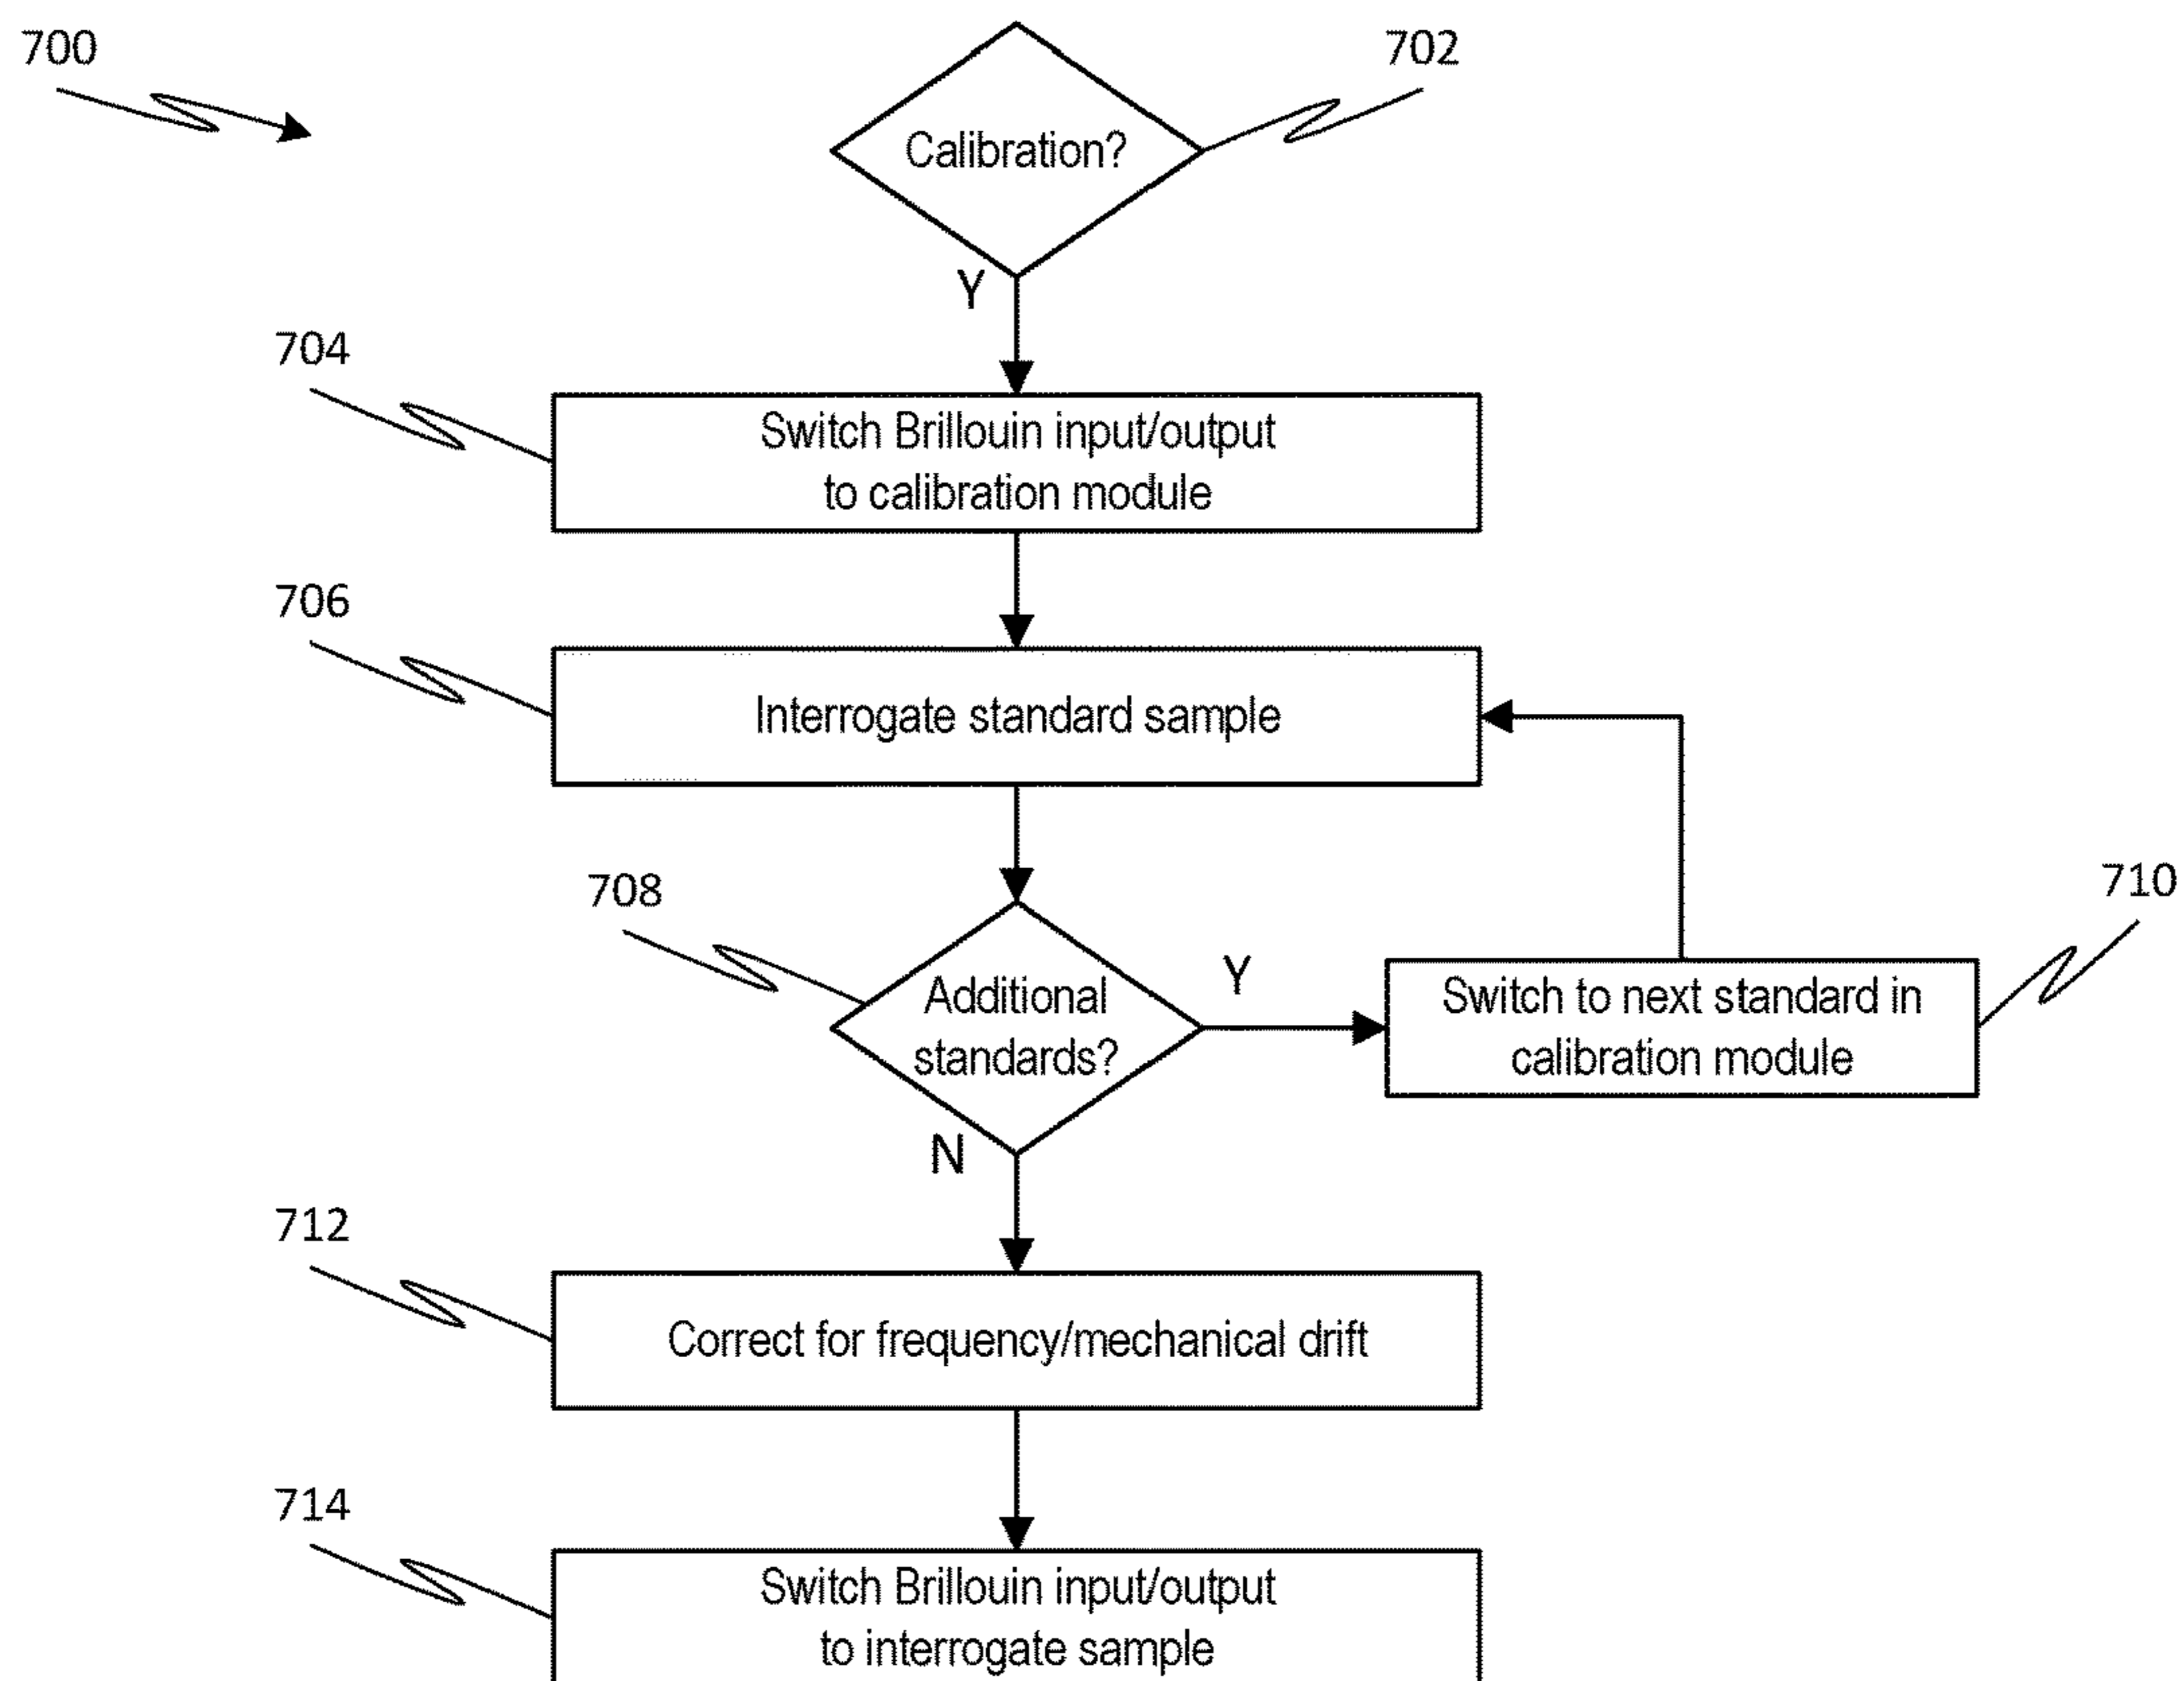 700
702
Calibration?
Y
704
Switch Brillouin input/output
to calibration module
706
Interrogate standard sample
708
710
Additional
standards?
Y
Switch to next standard in
calibration module
N
712
Correct for frequency/mechanical drift
714
Switch Brillouin input/output
to interrogate sample